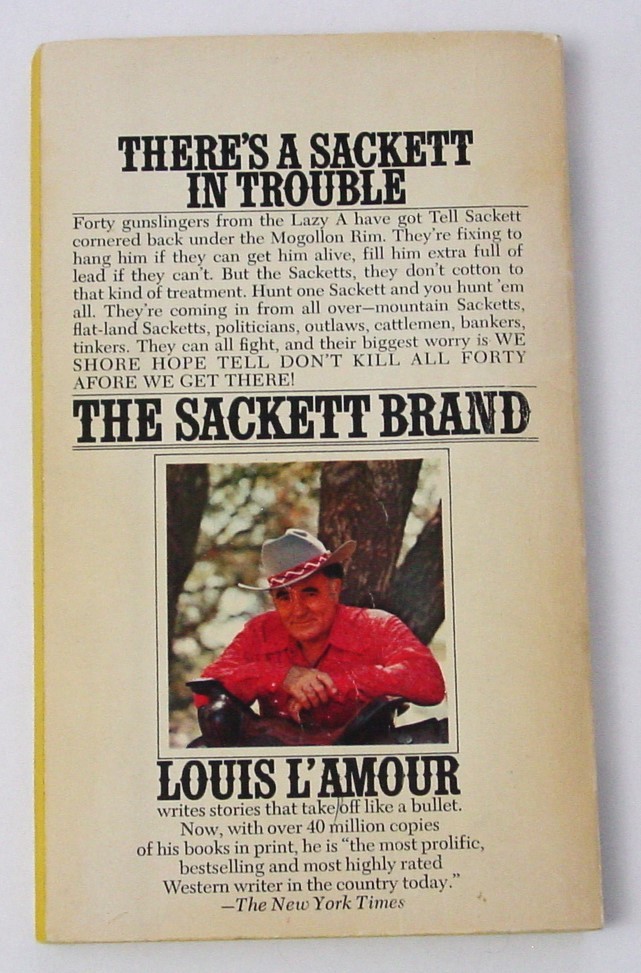 THERE'S A SACKETT
IN TROUBLE
Forty gunslingers from the Lazy A have got Tell Sackett
cornered back under the Mogollon Rim. They're fixing to
hang him if they can get him alive, fill him extra full of
lead if they can't. But the Sacketts, they don't cotton to
that kind of treatment. Hunt one Sackett and you hunt 'em
all. They're coming in from all over—mountain Sacketts,
flat-land Sacketts, politicians, outlaws, cattlemen, bankers,
tinkers. They can all fight, and their biggest worry is WE
SHORE HOPE TELL DON'T KILL ALL FORTY
AFORE WE GET THERE!
THE SACKETT BRAND
LOUIS L'AMOUR
writes stories that take off like a bullet.
Now, with over 40 million copies
of his books in print, he is "the most prolific,
bestselling and most highly rated
Western writer in the country today."
—The New York Times